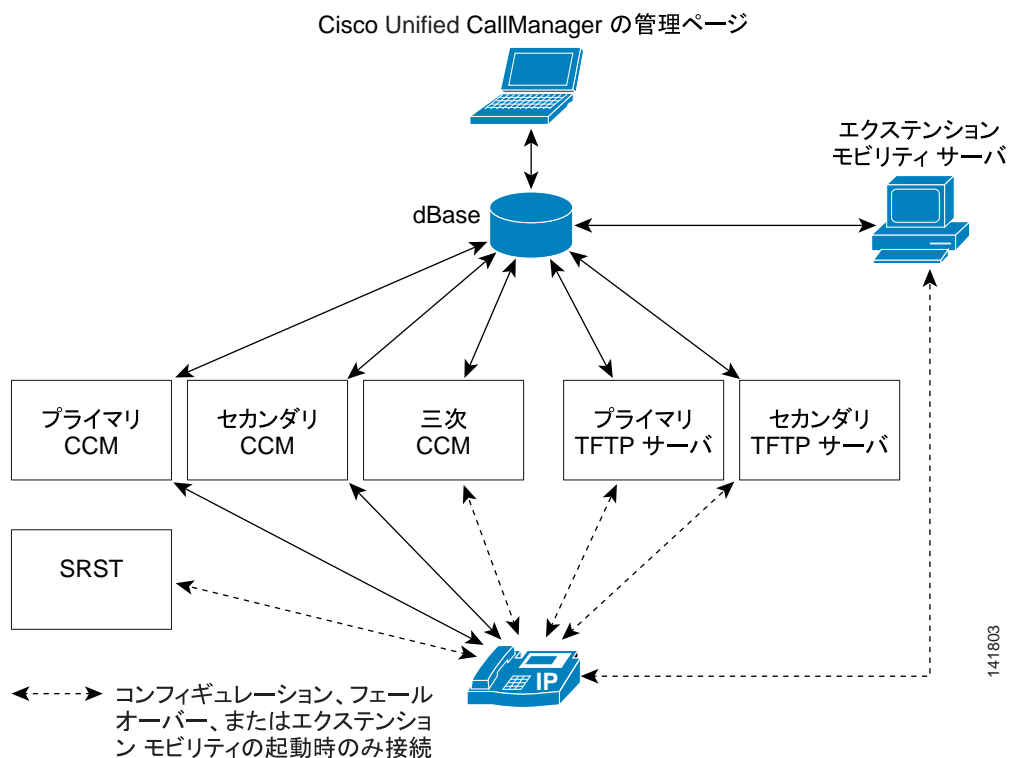 Cisco Unified CallManager の管理ページ
エクステンション
モビリティ サーバ
dBase
プライマリ
CCM
セカンダリ
CCM
三次
CCM
プライマリ
TFTP サーバ
セカンダリ
TFTP サーバ
SRST
IP
141803
コンフィギュレーション、フェール
オーバー、またはエクステンショ
ン モビリティの起動時のみ接続